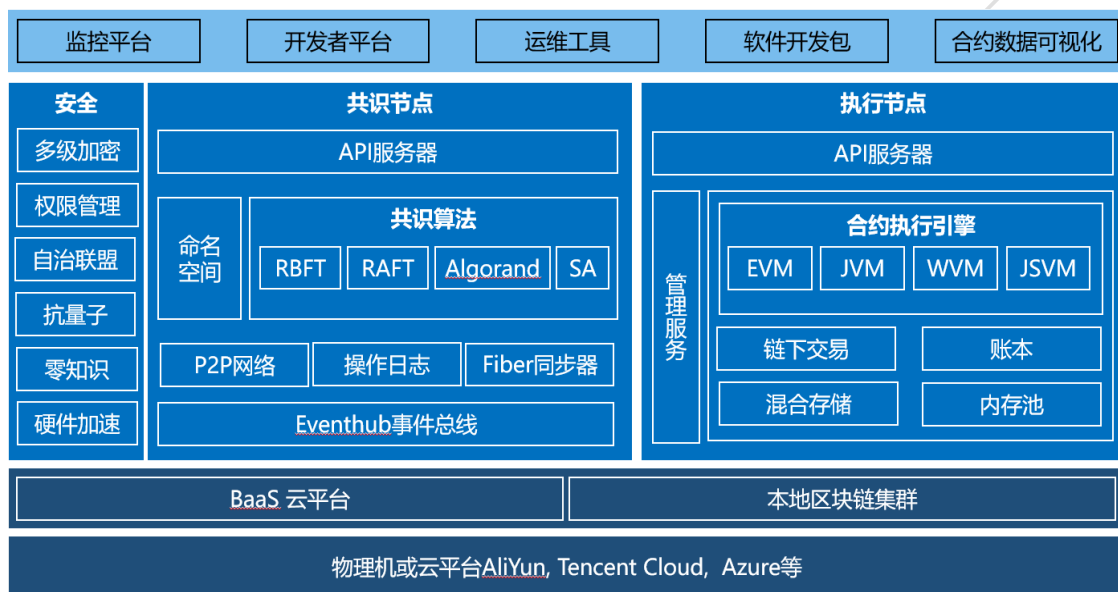 监控平台
开发者平台
运维工具
软件开发包
合约数据可视化
安全
多级加密
权限管理
自治联盟
抗量子
零知识
硬件加速
共识节点
API服务器
命名
空间
共识算法
RBFT
RAFT
Algorand
SA
P2P网络
操作日志
Fiber同步器
Eventhub事件总线
执行节点
API服务器
管理服务
合约执行引擎
EVM
JVM
WVM
JSVM
链下交易
账本
混合存储
内存池
BaaS 云平台
本地区块链集群
物理机或云平台AliYun, Tencent Cloud, Azure等